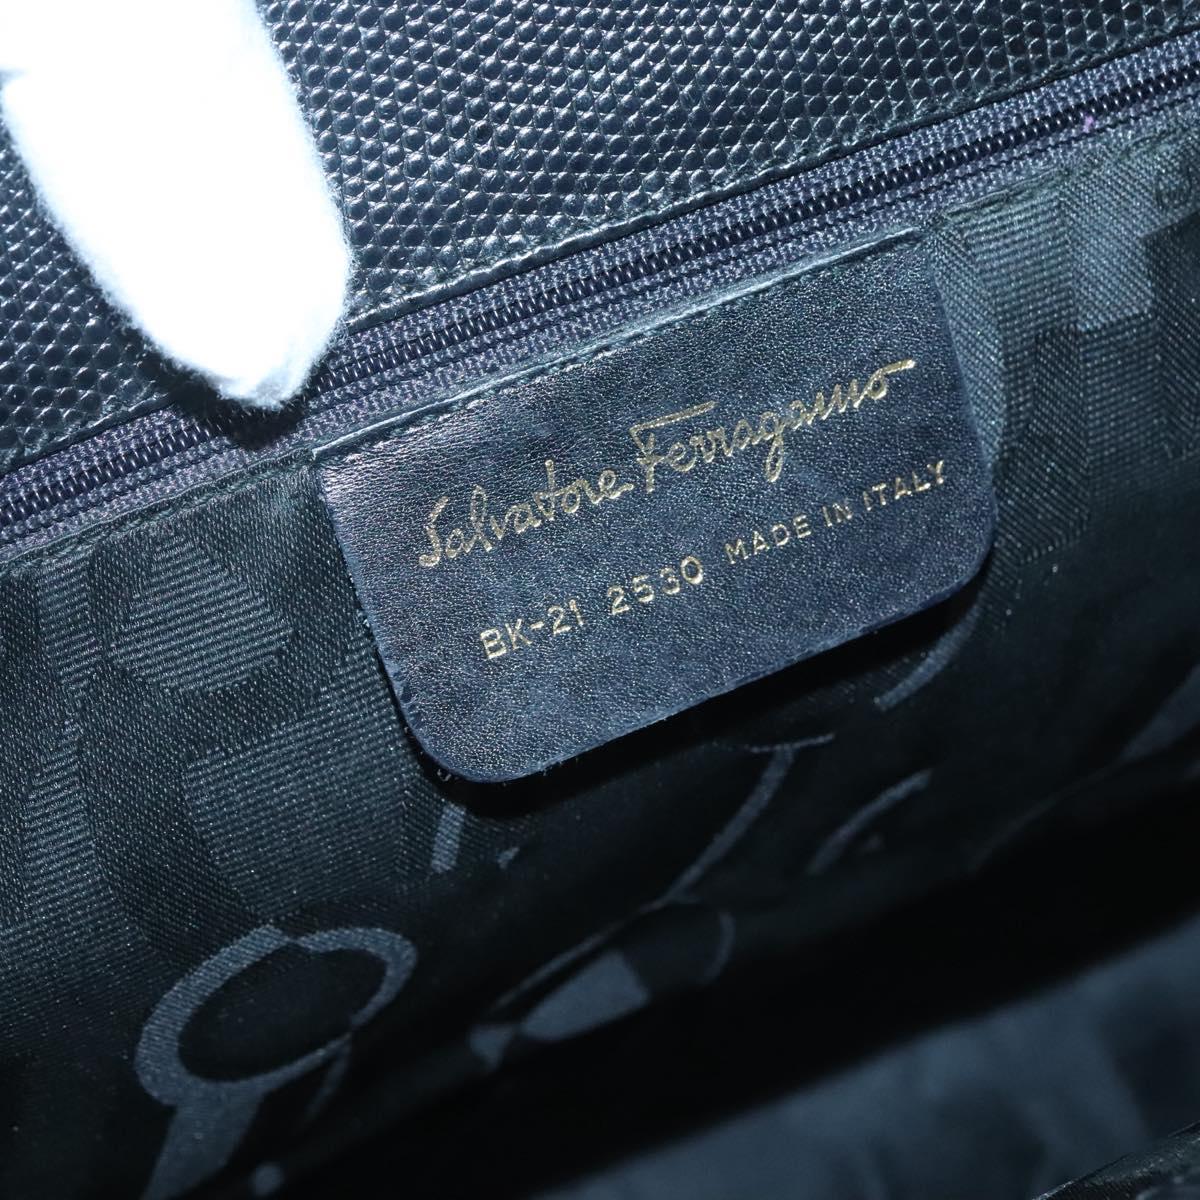 Salvatore Ferragamo
BK-21 2530 MADE IN ITALY